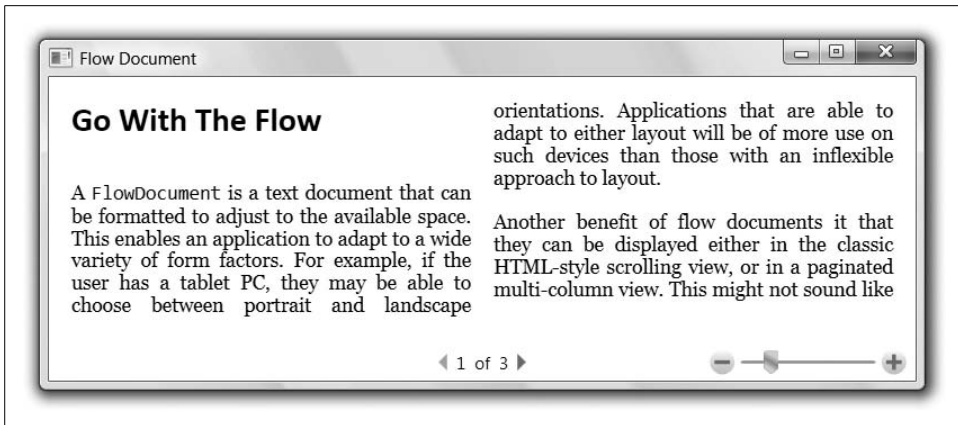 Flow Document
Go With The Flow
A FlowDocument is a text document that can
be formatted to adjust to the available space.
This enables an application to adapt to a wide
variety of form factors. For example, if the
user has a tablet PC, they may be able to
choose between portrait and landscape
orientations. Applications that are able to
adapt to either layout will be of more use on
such devices than those with an inflexible
approach to layout.
Another benefit of flow documents it that
they can be displayed either in the classic
HTML-style scrolling view, or in a paginated
multi-column view. This might not sound like
1 of 3